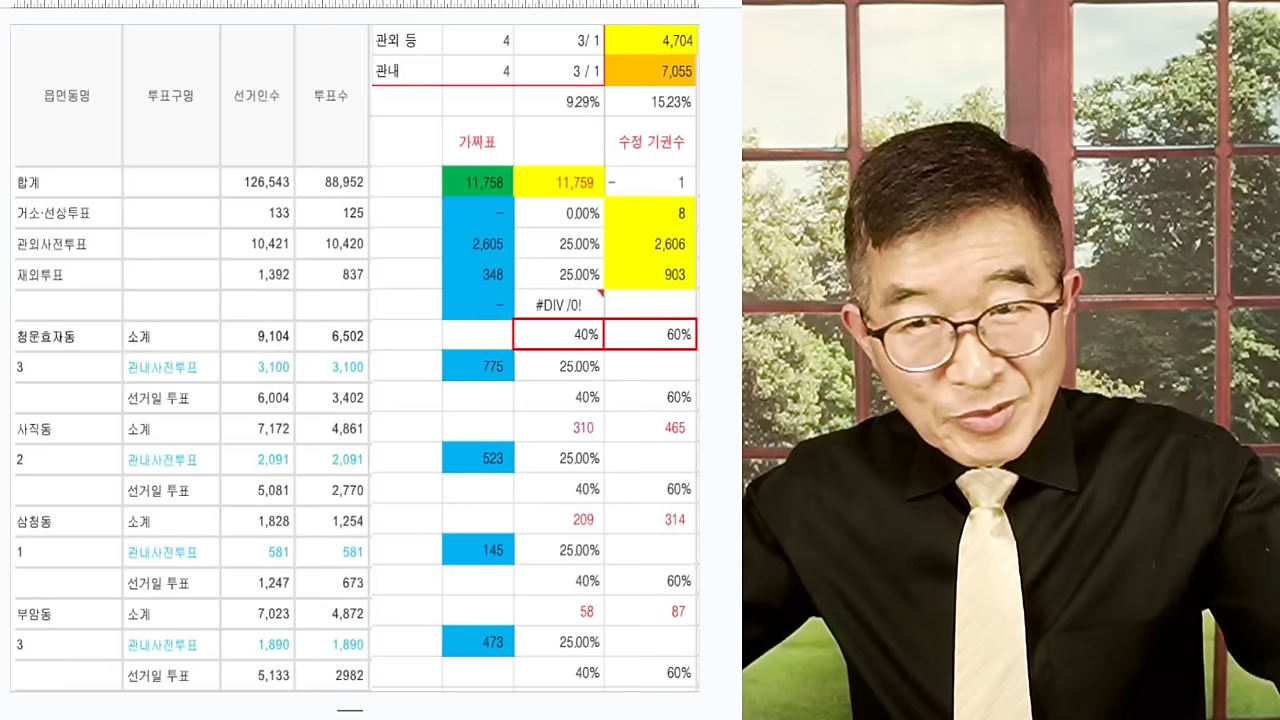 관외 등 4 3/ 1 4,704
관내 4 3 / 1 7,055
읍면동명 투표구명 선거인수 투표수
9.29% 15.23%
가짜표 수정 기권수
합계 126,543 88,952 11,758 11,759 – 1
거소·선상투표 133 125 – 0.00% 8
관외사전투표 10,421 10,420 2,605 25.00% 2,606
재외투표 1,392 837 348 25.00% 903
– #DIV /0!
청운효자동 소계 9,104 6,502 40% 60%
3 관내사전투표 3,100 3,100 775 25.00%
선거일 투표 6,004 3,402 40% 60%
사직동 소계 7,172 4,861 310 465
2 관내사전투표 2,091 2,091 523 25.00%
선거일 투표 5,081 2,770 40% 60%
삼청동 소계 1,828 1,254 209 314
1 관내사전투표 581 581 145 25.00%
선거일 투표 1,247 673 40% 60%
부암동 소계 7,023 4,872 58 87
3 관내사전투표 1,890 1,890 473 25.00%
선거일 투표 5,133 2982 40% 60%